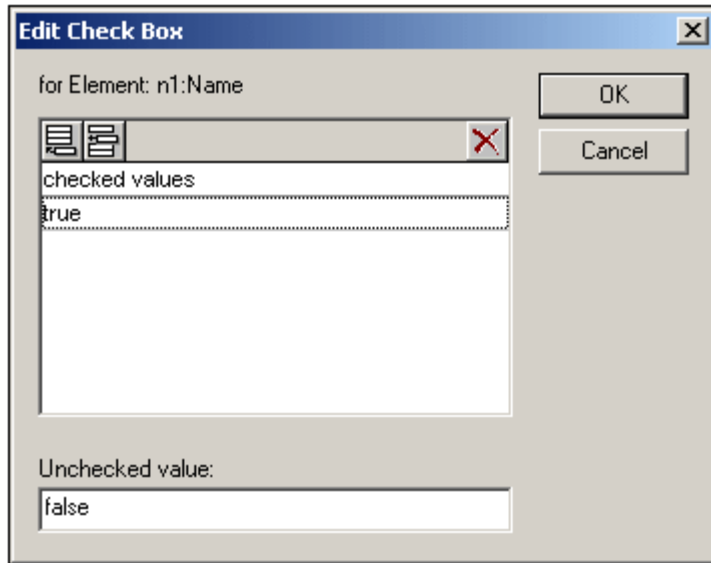 Edit Check Box
for Element: n1:Name
OK
Cancel
checked values
true
Unchecked value:
false